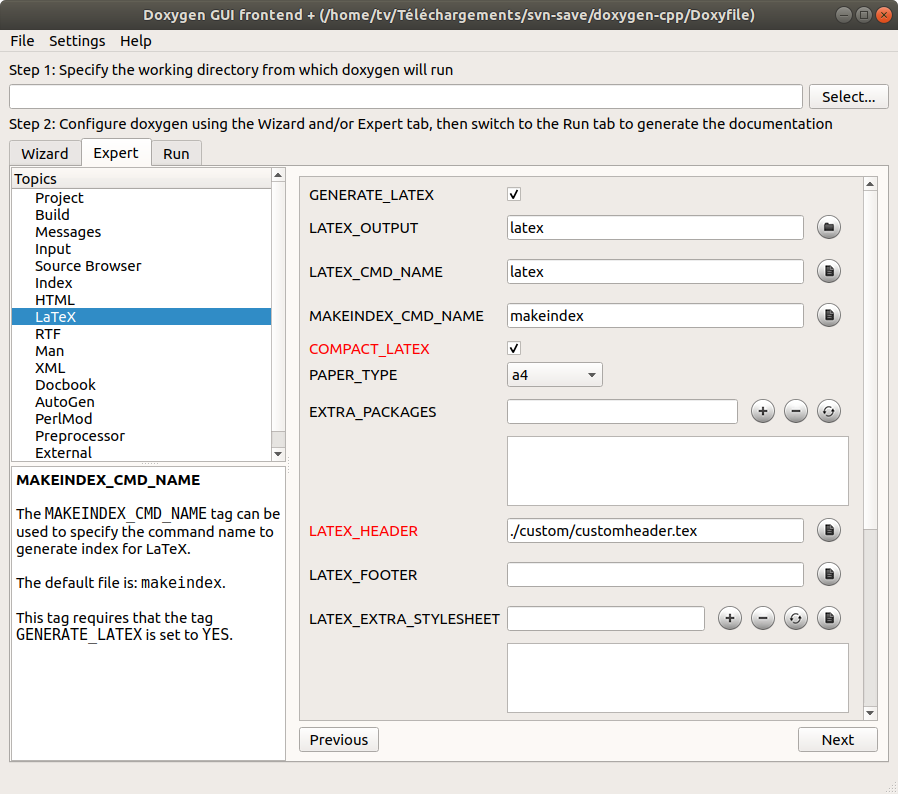 Doxygen GUI frontend + (/home/tv/Téléchargements/svn-save/doxygen-cpp/Doxyfile)
File Settings Help
Step 1: Specify the working directory from which doxygen will run
Select...
Step 2: Configure doxygen using the Wizard and/or Expert tab, then switch to the Run tab to generate the documentation
Wizard Expert Run
Topics
Project
Build
Messages
Input
Source Browser
Index
HTML
LaTeX
RTF
Man
XML
Docbook
AutoGen
PerlMod
Preprocessor
External
MAKEINDEX_CMD_NAME
The MAKEINDEX_CMD_NAME tag can be
used to specify the command name to
generate index for LaTeX.
The default file is: makeindex.
This tag requires that the tag
GENERATE_LATEX is set to YES.
GENERATE_LATEX
LATEX_OUTPUT latex
LATEX_CMD_NAME latex
MAKEINDEX_CMD_NAME makeindex
COMPACT_LATEX
PAPER_TYPE a4
EXTRA_PACKAGES
LATEX_HEADER ./custom/customheader.tex
LATEX_FOOTER
LATEX_EXTRA_STYLESHEET
Previous Next